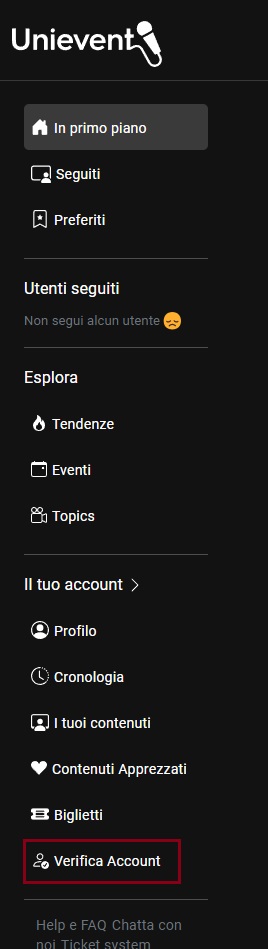 Unievent
In primo piano
Seguiti
Preferiti
Utenti seguiti
Non segui alcun utente 😞
Esplora
Tendenze
Eventi
Topics
Il tuo account >
Profilo
Cronologia
I tuoi contenuti
Contenuti Apprezzati
Biglietti
Verifica Account
Help e FAQ Chatta con
noi Ticket system